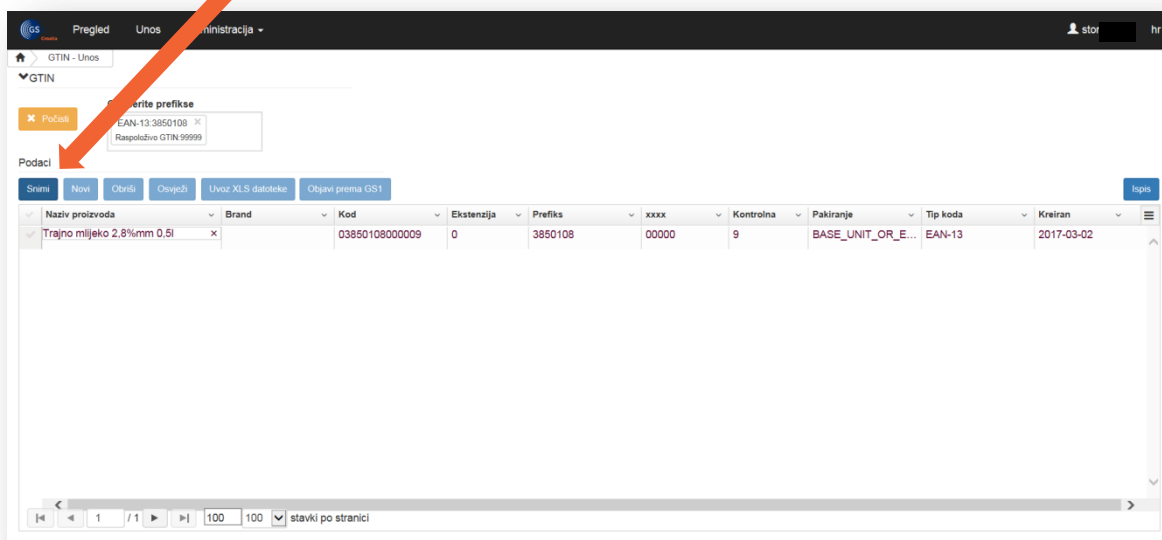 GS Croatia Pregled Unos ministracija stor hr
GTIN - Unos
GTIN
erite prefikse
Počisti
EAN-13:3850108
Raspoloživo GTIN:99999
Podaci
Snimi Novi Obriši Osvježi Uvoz XLS datoteke Objavi prema GS1 Ispis
Naziv proizvoda Brand Kod Ekstenzija Prefiks xxxx Kontrolna Pakiranje Tip koda Kreiran
Trajno mlijeko 2,8%mm 0,5l 03850108000009 0 3850108 00000 9 BASE_UNIT_OR_E... EAN-13 2017-03-02
1 / 1 100 100 stavki po stranici